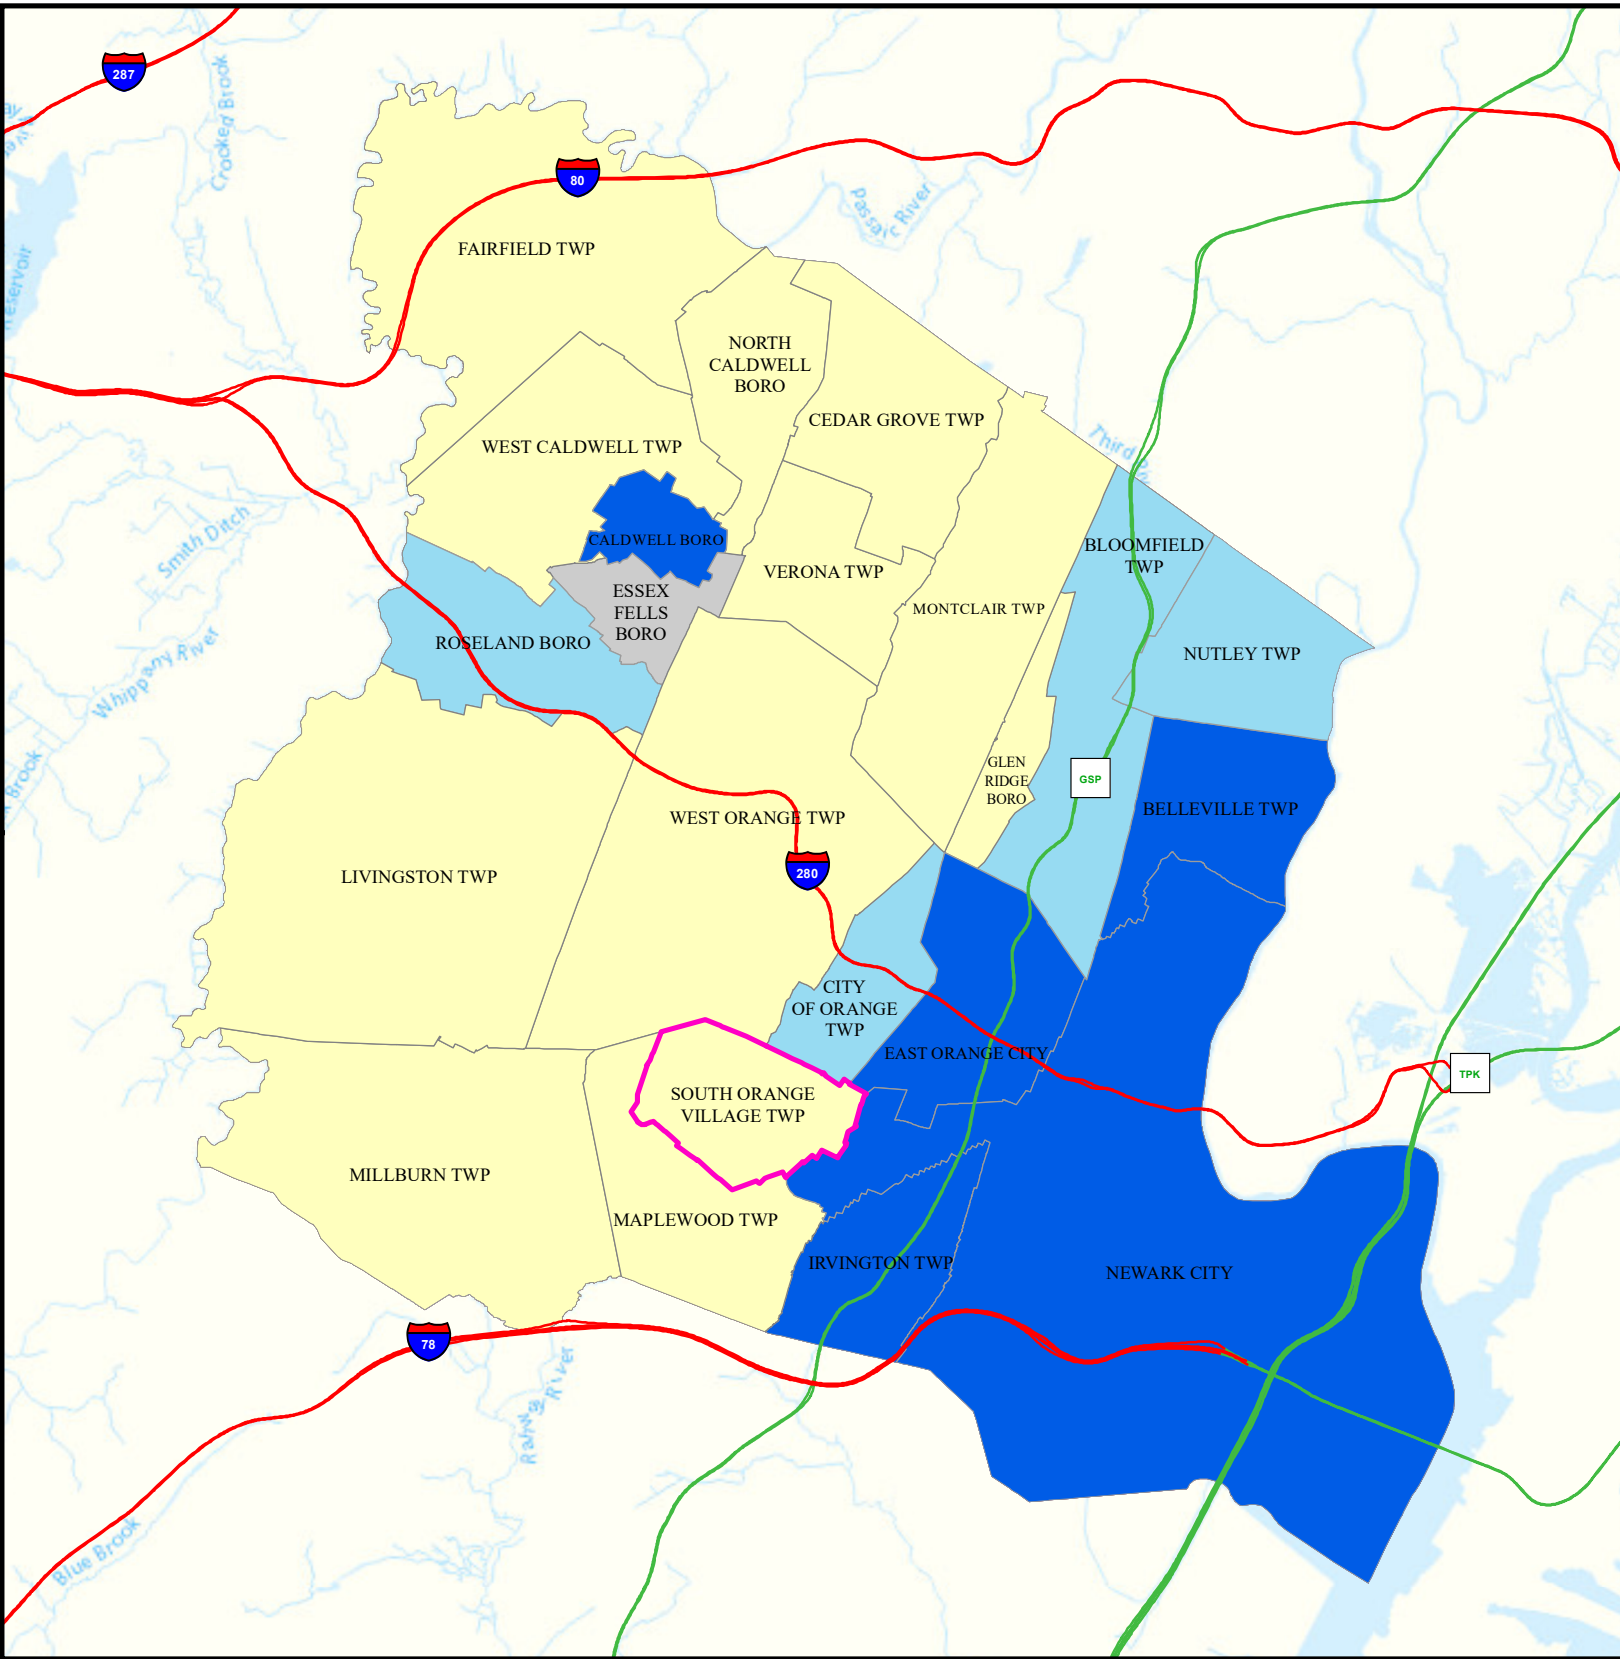 287
Crooked Brook
80
Passaic River
FAIRFIELD TWP
Reservoir
NORTH
CALDWELL
BORO
CEDAR GROVE TWP
WEST CALDWELL TWP
Third
Smith Ditch
CALDWELL BORO
BLOOMFIELD
TWP
VERONA TWP
ESSEX
FELLS
BORO
MONTCLAIR TWP
ROSELAND BORO
NUTLEY TWP
Whippany River
Brook
GLEN
RIDGE
BORO
GSP
BELLEVILLE TWP
WEST ORANGE TWP
LIVINGSTON TWP
280
CITY
OF ORANGE
TWP
EAST ORANGE CITY
TPK
SOUTH ORANGE
VILLAGE TWP
MILLBURN TWP
MAPLEWOOD TWP
IRVINGTON TWP
NEWARK CITY
78
Rahway River
Blue Brook